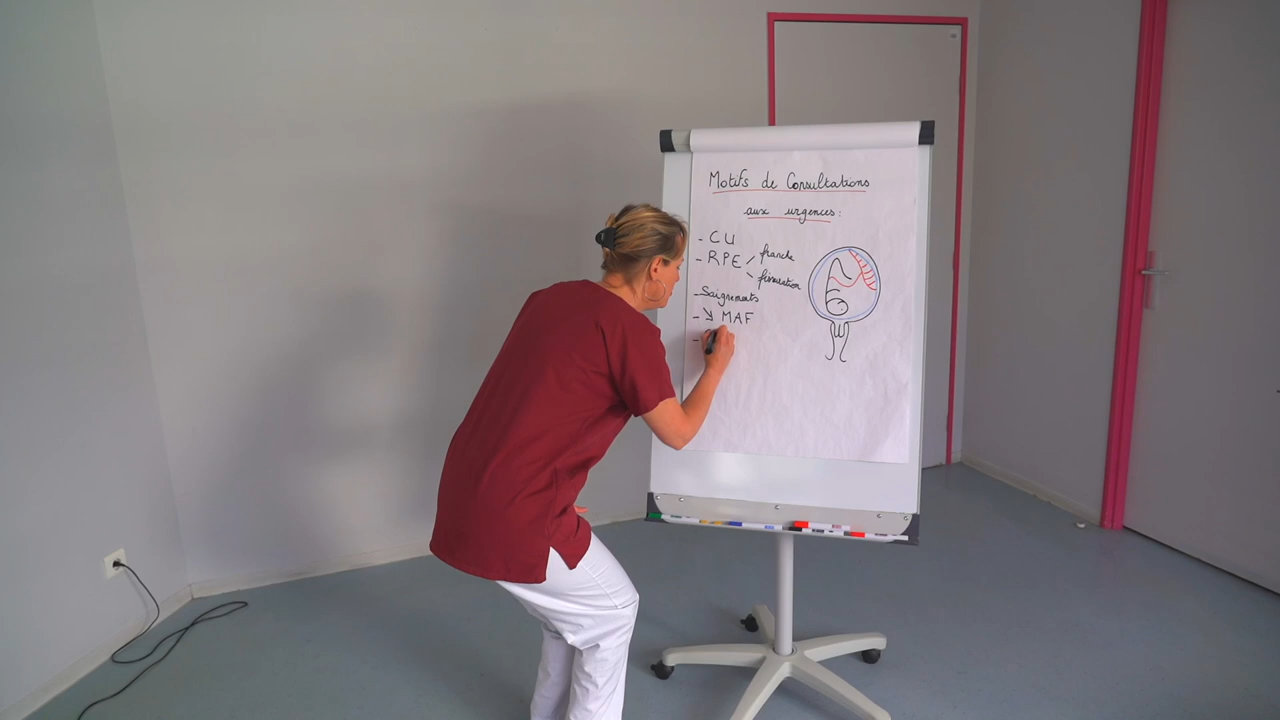 Motifs de Consultations
aux urgences:
- CU
- RPE / franche
\ fissuration
- Saignements
- ↘ MAF
-